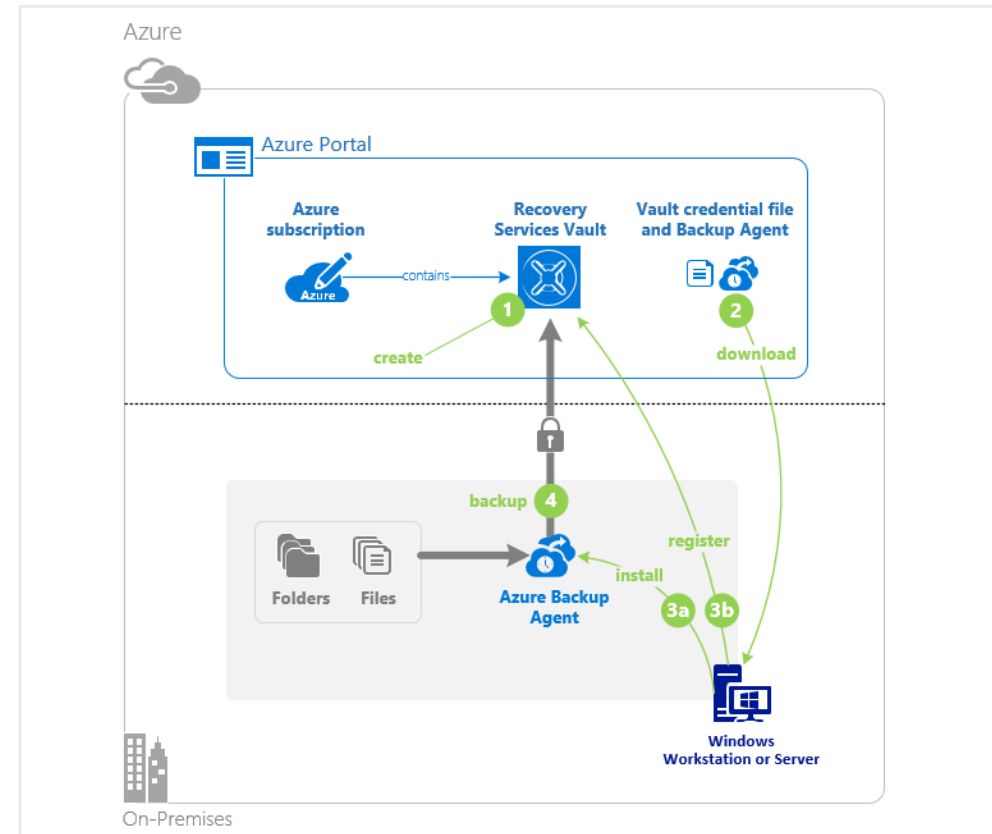 Azure
Azure Portal
Azure
subscription
Recovery
Services Vault
Vault credential file
and Backup Agent
Azure
contains
1
2
create
download
backup
4
register
install
Folders
Files
Azure Backup
Agent
3a
3b
Windows
Workstation or Server
On-Premises